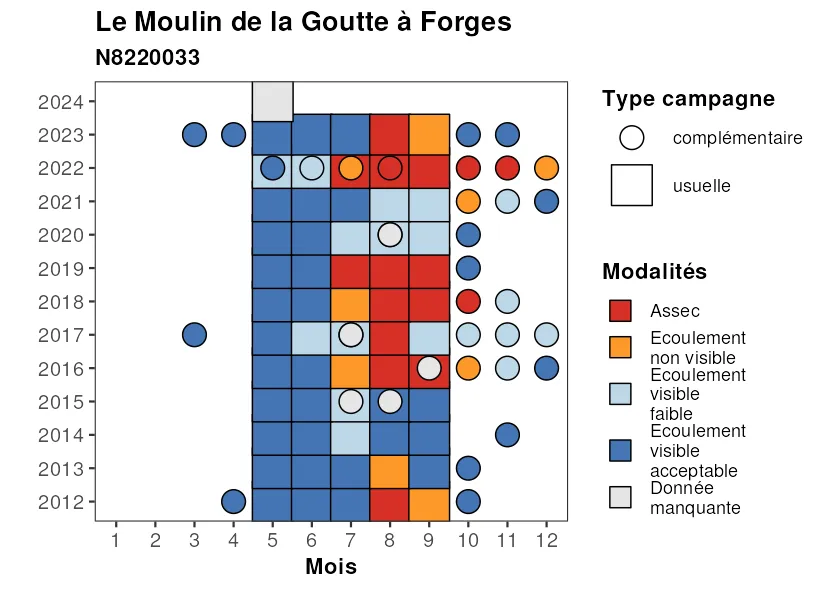 Le Moulin de la Goutte à Forges
N8220033
2024
2023
2022
2021
2020
2019
2018
2017
2016
2015
2014
2013
2012
1 2 3 4 5 6 7 8 9 10 11 12
Mois
Type campagne
complémentaire
usuelle
Modalités
Assec
Ecoulement
non visible
Ecoulement
visible
faible
Ecoulement
visible
acceptable
Donnée
manquante